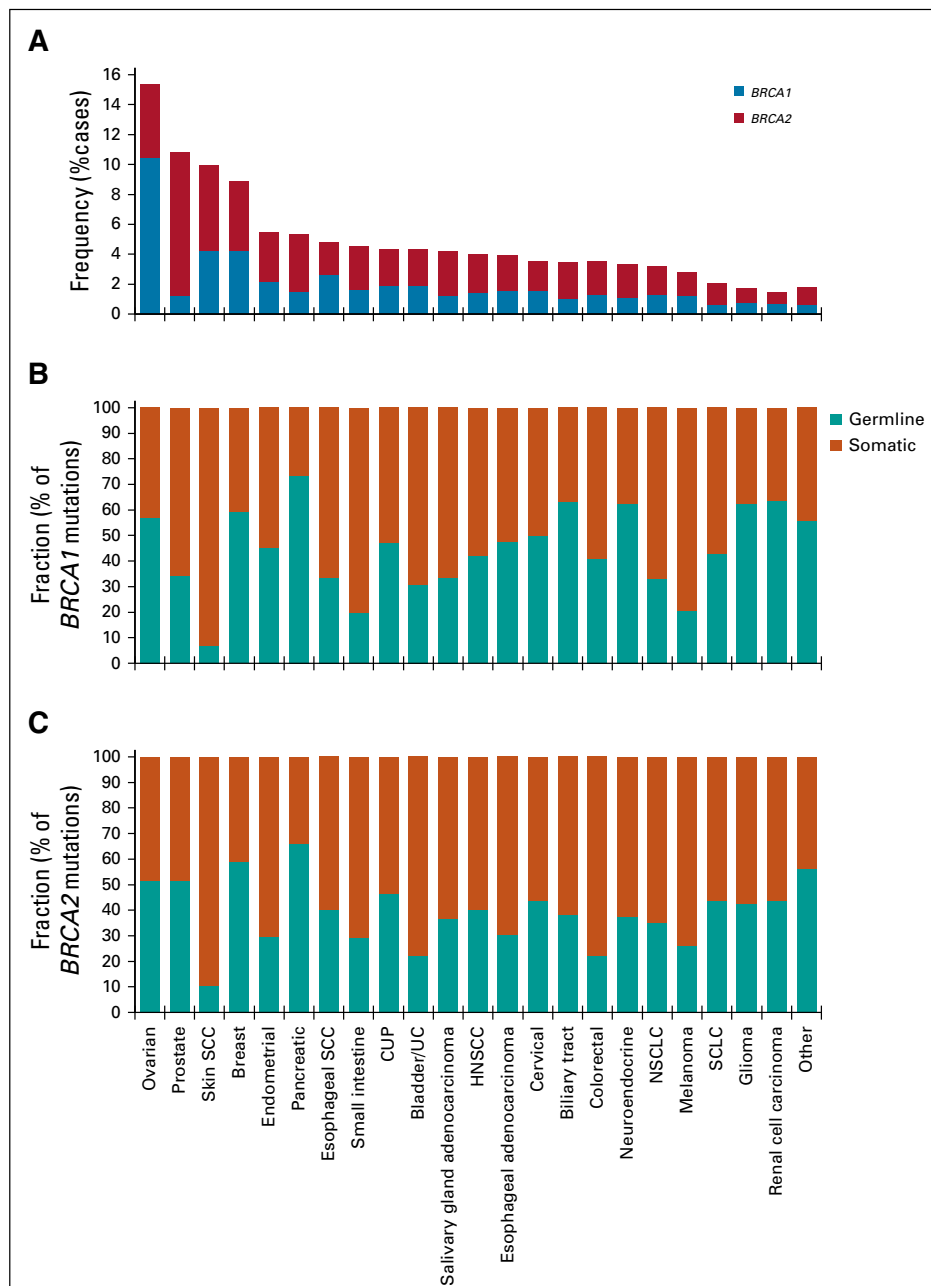 A
Frequency (%cases)
16
14
12
10
8
6
4
2
0
BRCA1
BRCA2
B
Fraction (% of
BRCA1 mutations)
100
90
80
70
60
50
40
30
20
10
0
Germline
Somatic
C
Fraction (% of
BRCA2 mutations)
100
90
80
70
60
50
40
30
20
10
0
Ovarian
Prostate
Skin SCC
Breast
Endometrial
Pancreatic
Esophageal SCC
Small intestine
CUP
Bladder/UC
Salivary gland adenocarcinoma
HNSCC
Esophageal adenocarcinoma
Cervical
Biliary tract
Colorectal
Neuroendocrine
NSCLC
Melanoma
SCLC
Glioma
Renal cell carcinoma
Other